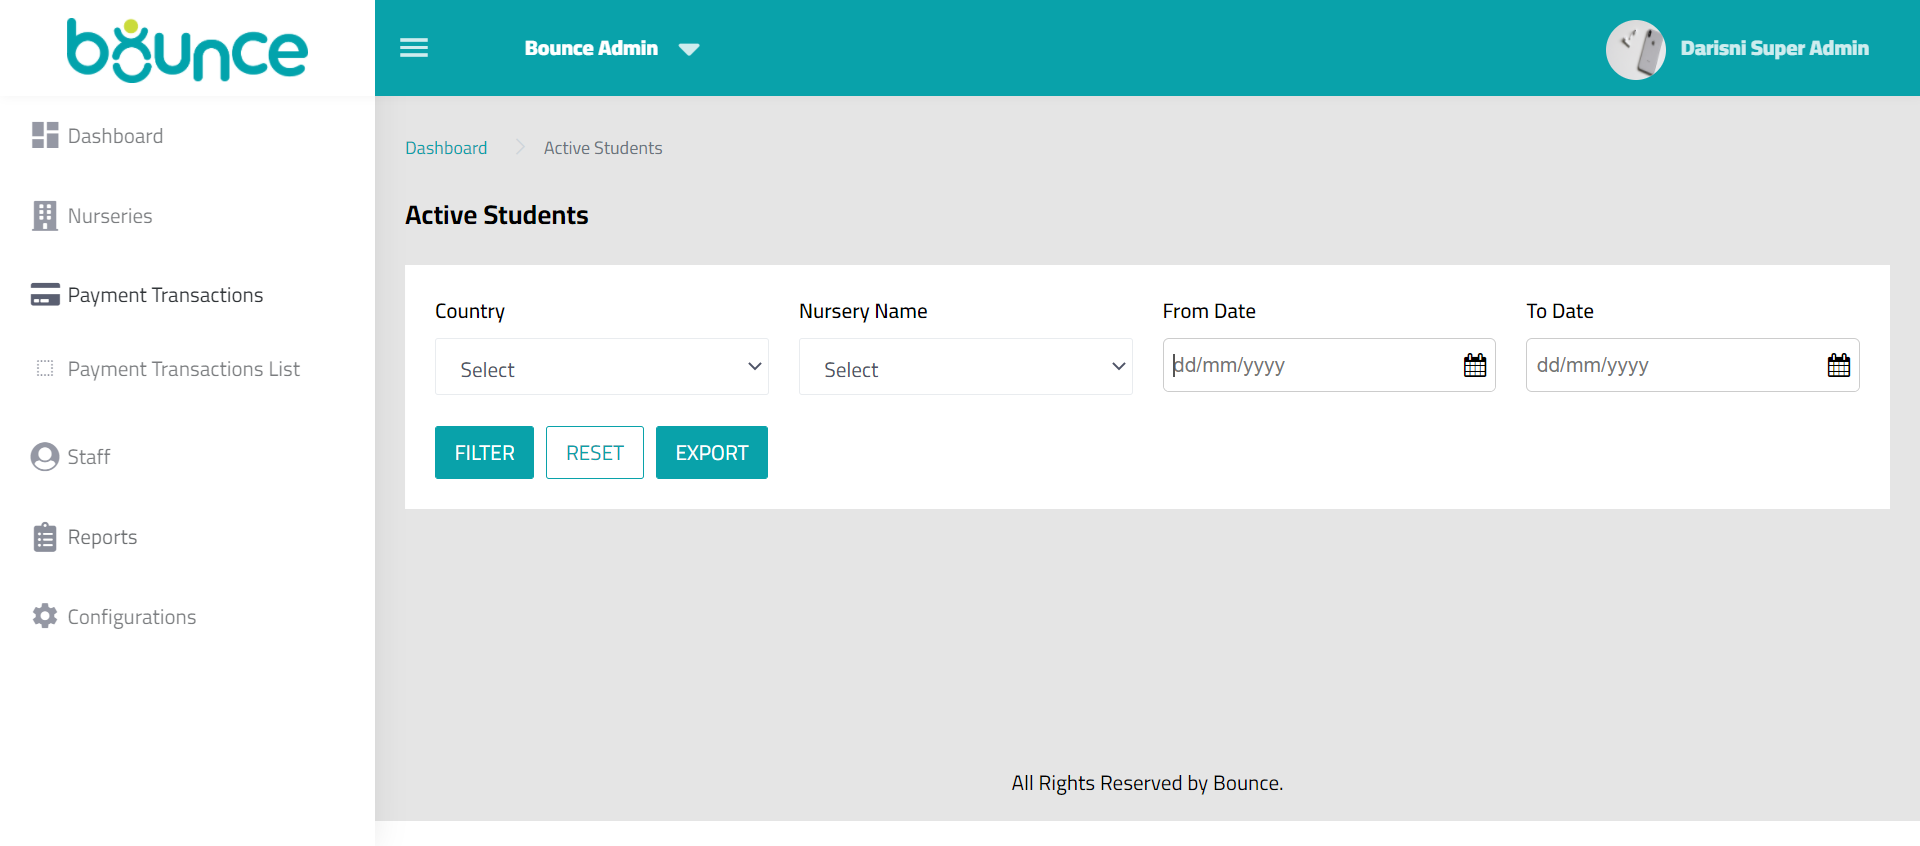 bounce
Bounce Admin
Darisni Super Admin
Dashboard
Nurseries
Payment Transactions
Payment Transactions List
Staff
Reports
Configurations
Dashboard
Active Students
Active Students
Country
Nursery Name
From Date
To Date
Select
Select
dd/mm/yyyy
dd/mm/yyyy
FILTER
RESET
EXPORT
All Rights Reserved by Bounce.